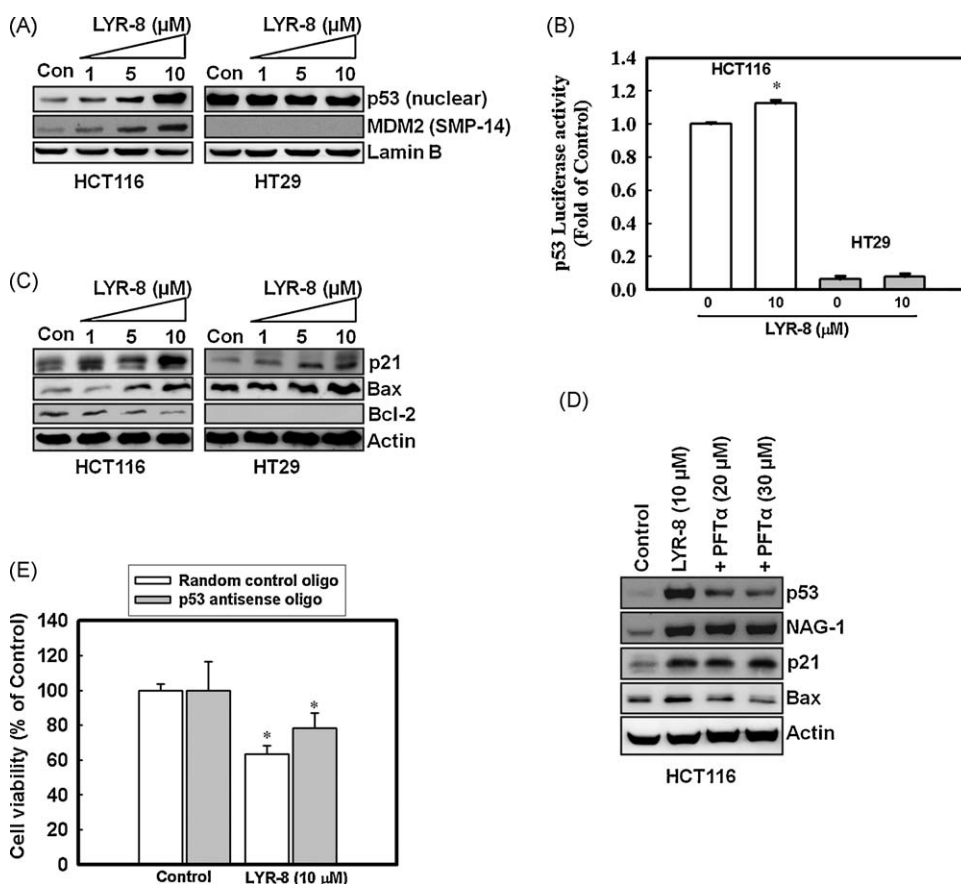 (A)
LYR-8 (µM)
LYR-8 (µM)
Con 1 5 10
Con 1 5 10
p53 (nuclear)
MDM2 (SMP-14)
Lamin B
HCT116
HT29
(B)
p53 Luciferase activity
(Fold of Control)
1.4
1.2
1.0
0.8
0.6
0.4
0.2
0.0
HCT116
*
HT29
0 10 0 10
LYR-8 (µM)
(C)
LYR-8 (µM)
LYR-8 (µM)
Con 1 5 10
Con 1 5 10
p21
Bax
Bcl-2
Actin
HCT116
HT29
(D)
Control
LYR-8 (10 µM)
+ PFTα (20 µM)
+ PFTα (30 µM)
p53
NAG-1
p21
Bax
Actin
HCT116
(E)
Random control oligo
p53 antisense oligo
Cell viability (% of Control)
140
120
100
80
60
40
20
0
*
*
Control
LYR-8 (10 µM)